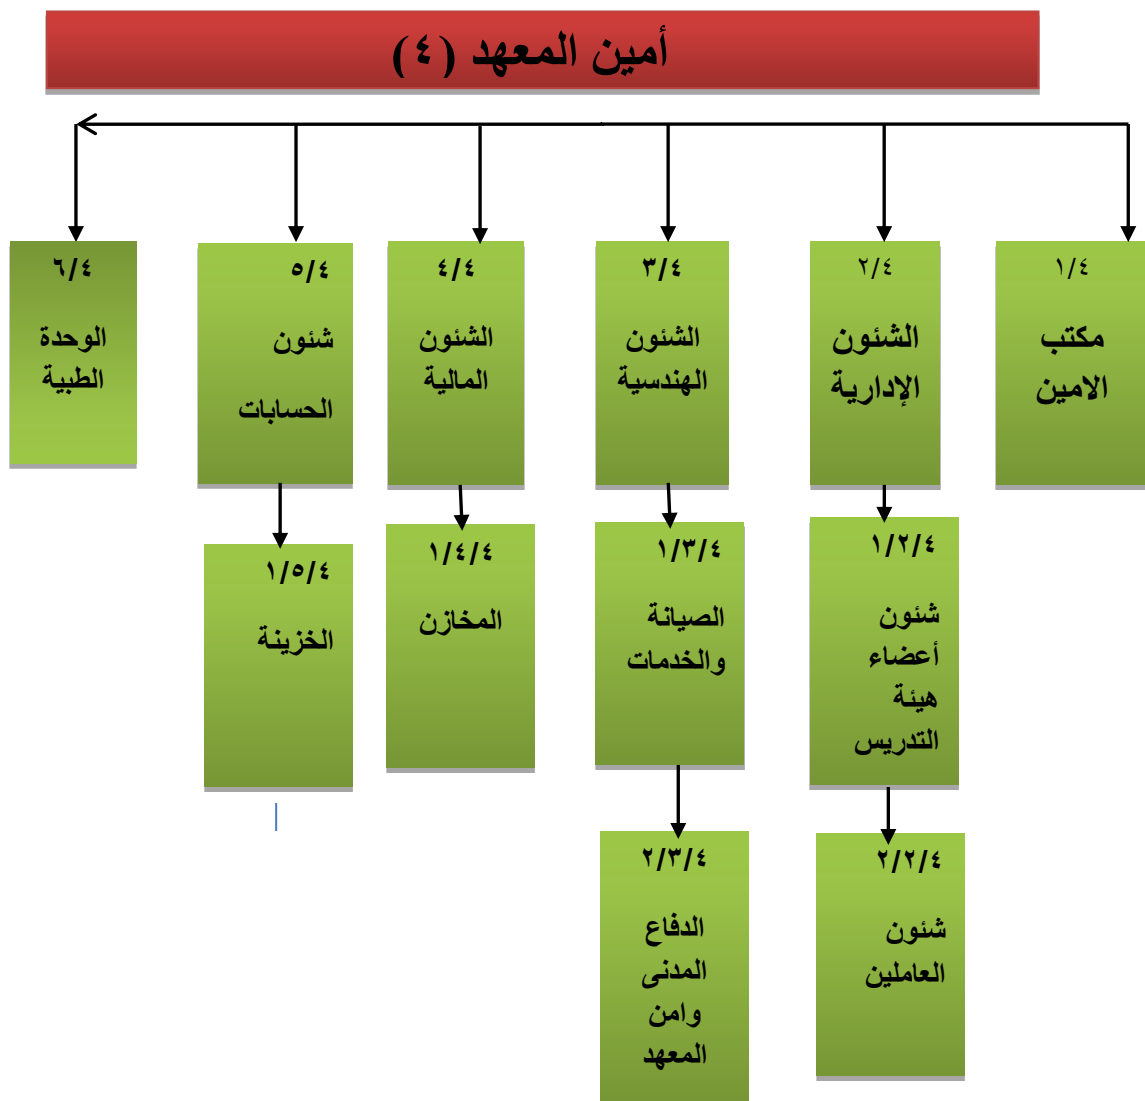 أمين المعهد (٤)
١/٤
مكتب
الامين
٢/٤
الشئون
الإدارية
٣/٤
الشئون
الهندسية
٤/٤
الشئون
المالية
٥/٤
شئون
الحسابات
٦/٤
الوحدة
الطبية
١/٢/٤
شئون
أعضاء
هيئة
التدريس
١/٣/٤
الصيانة
والخدمات
١/٤/٤
المخازن
١/٥/٤
الخزينة
٢/٢/٤
شئون
العاملين
٢/٣/٤
الدفاع
المدنى
وامن
المعهد